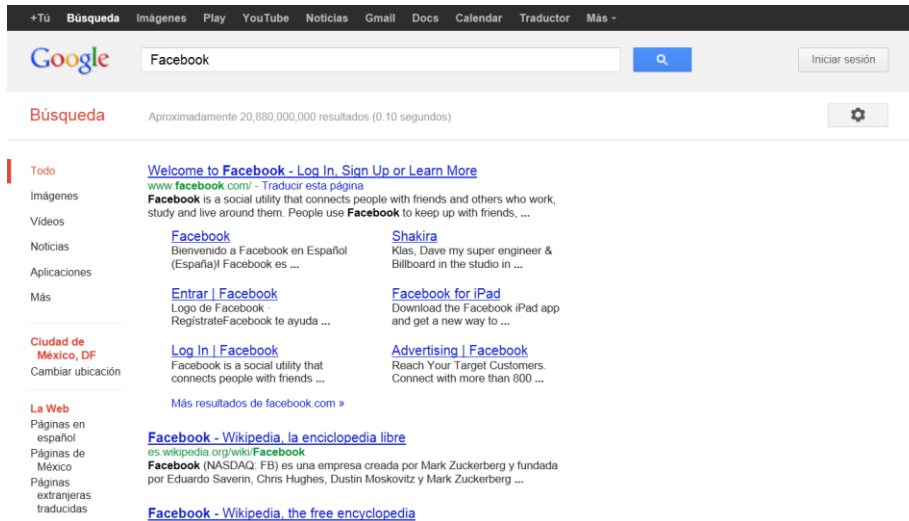 +Tú Búsqueda Imágenes Play YouTube Noticias Gmail Docs Calendar Traductor Más
Google
Facebook
Iniciar sesión
Búsqueda
Aproximadamente 20,880,000,000 resultados (0.10 segundos)
Todo
Imágenes
Vídeos
Noticias
Aplicaciones
Más
Ciudad de
México, DF
Cambiar ubicación
La Web
Páginas en
español
Páginas de
México
Páginas
extranjeras
traducidas
Welcome to Facebook - Log In, Sign Up or Learn More
www.facebook.com/ - Traducir esta página
Facebook is a social utility that connects people with friends and others who work,
study and live around them. People use Facebook to keep up with friends, ...
Facebook
Bienvenido a Facebook en Español
(España)! Facebook es ...
Shakira
Klas, Dave my super engineer &
Billboard in the studio in ...
Entrar | Facebook
Logo de Facebook ·
RegístrateFacebook te ayuda ...
Facebook for iPad
Download the Facebook iPad app
and get a new way to ...
Log In | Facebook
Facebook is a social utility that
connects people with friends ...
Advertising | Facebook
Reach Your Target Customers.
Connect with more than 800 ...
Más resultados de facebook.com »
Facebook - Wikipedia, la enciclopedia libre
es.wikipedia.org/wiki/Facebook
Facebook (NASDAQ: FB) es una empresa creada por Mark Zuckerberg y fundada
por Eduardo Saverin, Chris Hughes, Dustin Moskovitz y Mark Zuckerberg ...
Facebook - Wikipedia, the free encyclopedia